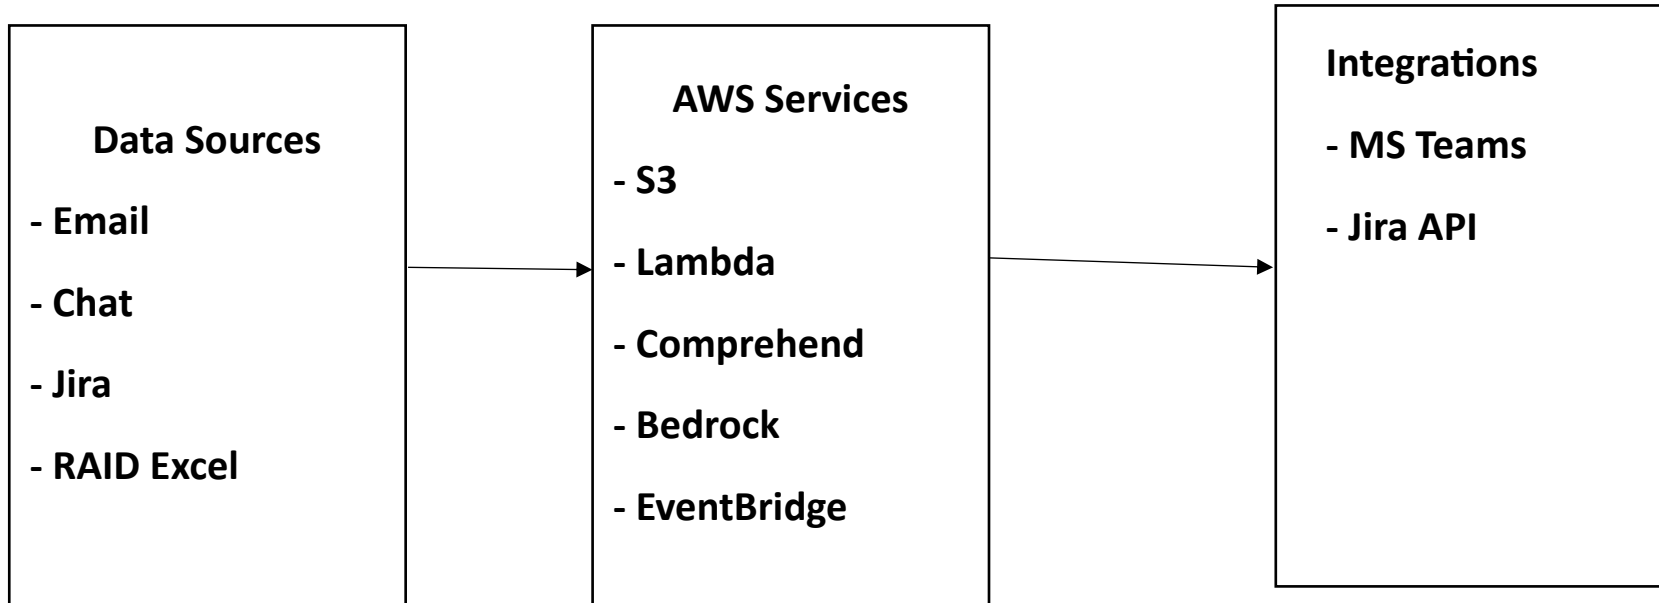 Data Sources
- Email
- Chat
- Jira
- RAID Excel
AWS Services
- S3
- Lambda
- Comprehend
- Bedrock
- EventBridge
Integrations
- MS Teams
- Jira API